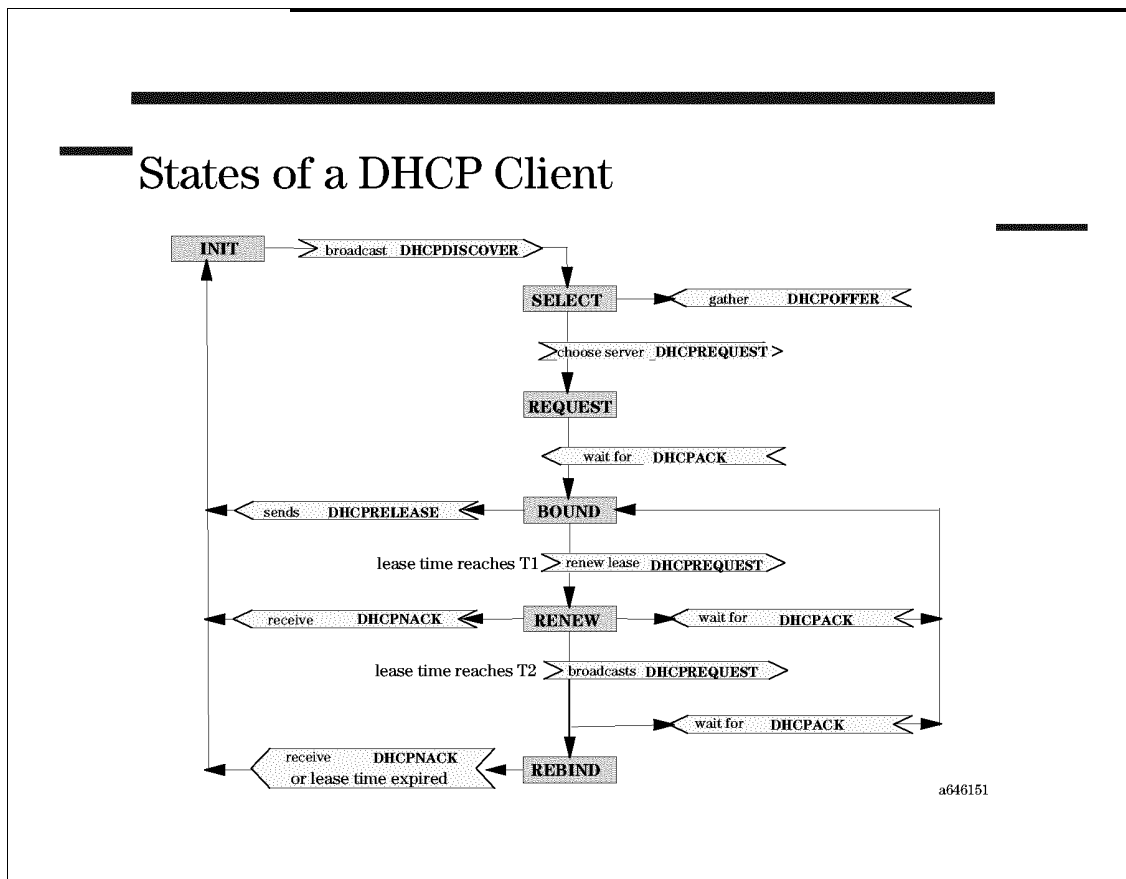 States of a DHCP Client
INIT
broadcast DHCPDISCOVER
SELECT
gather DHCPOFFER
choose server DHCPREQUEST
REQUEST
wait for DHCPACK
sends DHCPRELEASE
BOUND
lease time reaches T1
renew lease DHCPREQUEST
receive DHCPNACK
RENEW
wait for DHCPACK
lease time reaches T2
broadcasts DHCPREQUEST
wait for DHCPACK
receive DHCPNACK
or lease time expired
REBIND
a646151